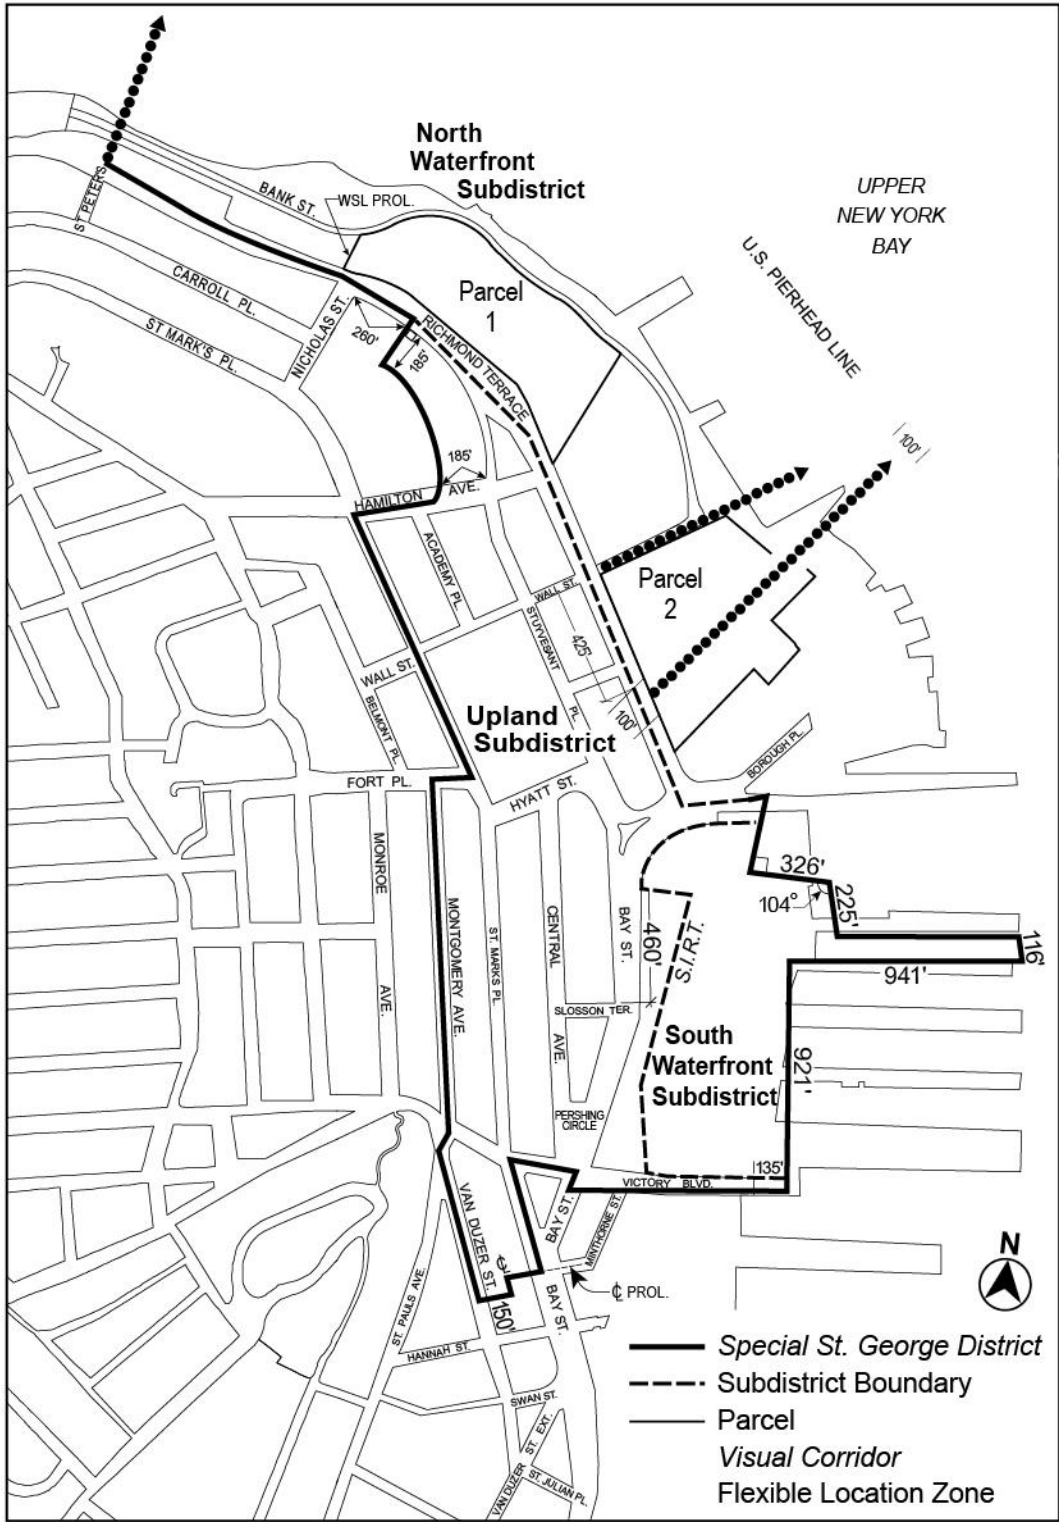 North
Waterfront
Subdistrict
UPPER
NEW YORK
BAY
BANK ST.
WSL PROL.
ST PETERS
U.S. PIERHEAD LINE
CARROLL PL.
Parcel
1
NICHOLAS ST.
260'
185'
RICHMOND TERRACE
ST MARK'S PL.
100'
185'
HAMILTON AVE.
ACADEMY PL.
Parcel
2
WALL ST.
STUYVESANT PL.
425'
WALL ST.
100'
BELMONT PL.
Upland
Subdistrict
BOROUGH PL.
FORT PL.
HYATT ST.
MONROE AVE.
326'
104°
225'
MONTGOMERY AVE.
ST. MARKS PL.
CENTRAL AVE.
BAY ST.
460'
S.I.R.T.
116'
941'
SLOSSON TER.
South
Waterfront
Subdistrict
921'
PERSHING
CIRCLE
135'
VICTORY BLVD.
VAN DUZER ST.
BAY ST.
MINTHORNE ST.
N
℄ PROL.
ST. PAULS AVE.
150'
BAY ST.
HANNAH ST.
SWAN ST.
VAN DUZER ST. EXT.
ST. JULIAN PL.
Special St. George District
Subdistrict Boundary
Parcel
Visual Corridor
Flexible Location Zone